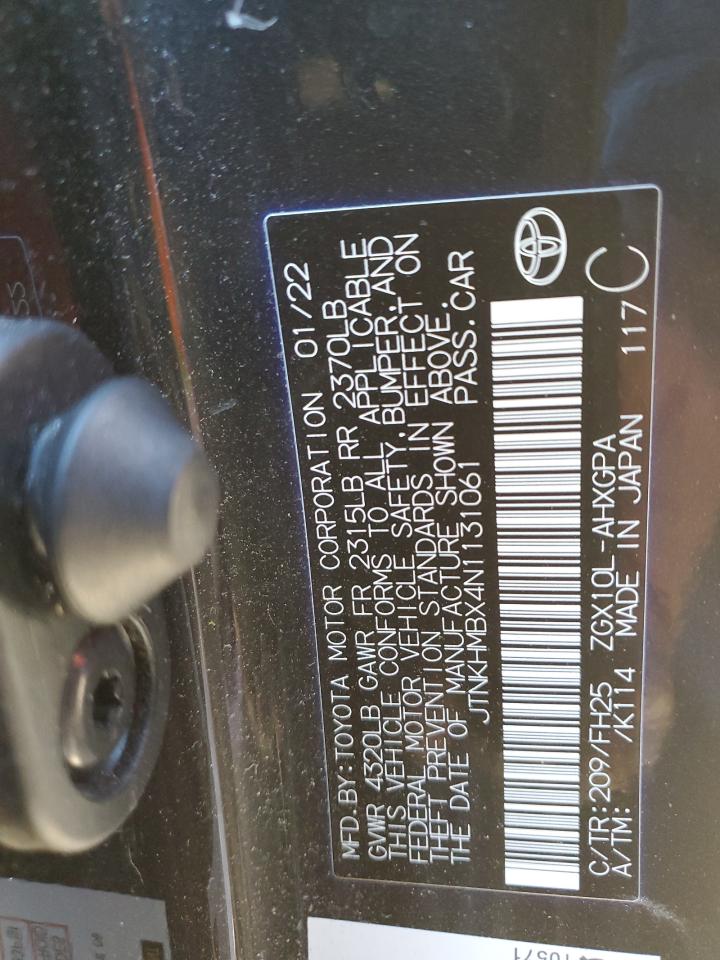 MFD. BY: TOYOTA MOTOR CORPORATION 01/22
GVWR 4320LB GAWR FR 2315LB RR 2370LB
THIS VEHICLE CONFORMS TO ALL APPLICABLE
FEDERAL MOTOR VEHICLE SAFETY, BUMPER, AND
THEFT PREVENTION STANDARDS IN EFFECT ON
THE DATE OF MANUFACTURE SHOWN ABOVE.
JTNKHMBX4N1131061 PASS. CAR
C/TR: 209/FH25 ZGX10L-AHXGPA
A/TM: /K114 MADE IN JAPAN 117 C
10571